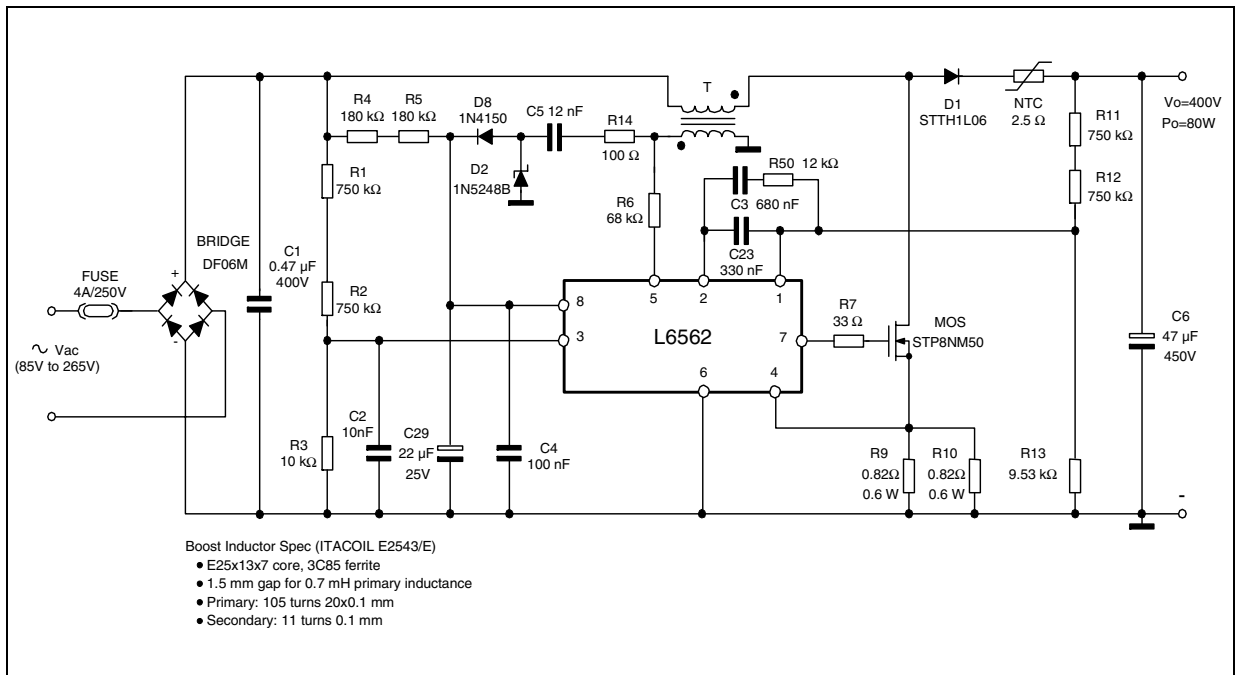 T
R4
180 kΩ
R5
180 kΩ
D8
1N4150
C5 12 nF
R14
100 Ω
D1
STTH1L06
NTC
2.5 Ω
Vo=400V
Po=80W
R11
750 kΩ
R1
750 kΩ
D2
1N5248B
R50 12 kΩ
C3 680 nF
R12
750 kΩ
R6
68 kΩ
BRIDGE
DF06M
+
-
FUSE
4A/250V
C1
0.47 µF
400V
C23
330 nF
R2
750 kΩ
5
2
1
8
3
L6562
7
6
4
R7
33 Ω
MOS
STP8NM50
C6
47 µF
450V
∿ Vac
(85V to 265V)
R3
10 kΩ
C2
10nF
C29
22 µF
25V
C4
100 nF
R9
0.82Ω
0.6 W
R10
0.82Ω
0.6 W
R13
9.53 kΩ
-
Boost Inductor Spec (ITACOIL E2543/E)
● E25x13x7 core, 3C85 ferrite
● 1.5 mm gap for 0.7 mH primary inductance
● Primary: 105 turns 20x0.1 mm
● Secondary: 11 turns 0.1 mm